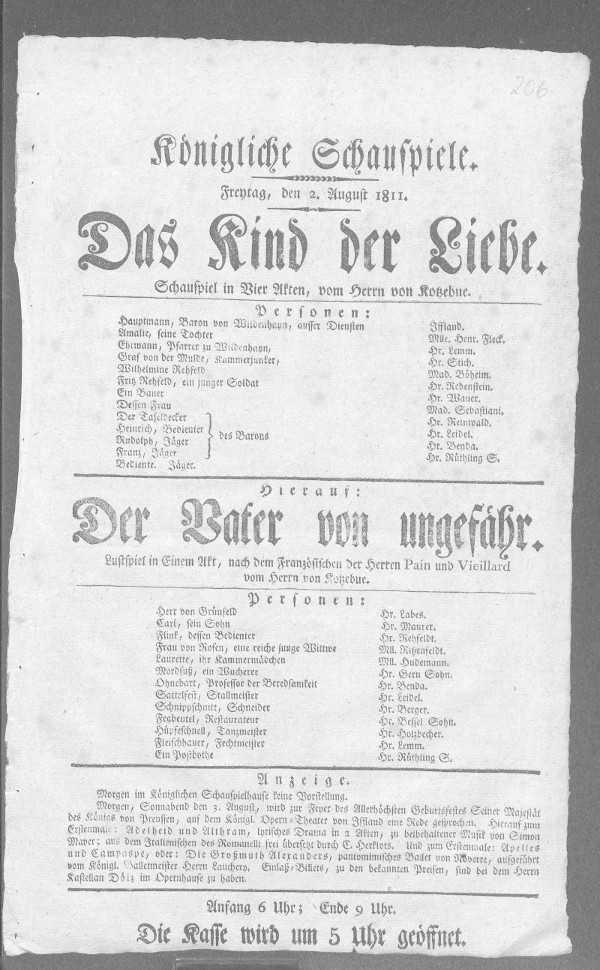 206
Königliche Schauspiele.
Freytag, den 2. August 1811.
Das Kind der Liebe.
Schauspiel in Vier Akten, vom Herrn von Kotzebue.
Personen:
Hauptmann, Baron von Wildenhayn, ausser Diensten Iffland.
Amalie, seine Tochter Mlle. Henr. Fleck.
Ehrmann, Pfarrer zu Wildenhayn, Hr. Lemm.
Graf von der Mulde, Kammerjunker, Hr. Stich.
Wilhelmine Rehfeld Mad. Böheim.
Fritz Rehfeld, ein junger Soldat Hr. Rebenstein.
Ein Bauer Hr. Wauer.
Dessen Frau Mad. Sebastiani.
Der Tafeldecker Hr. Reinwald.
Heinrich, Bedienter des Barons Hr. Leidel.
Rudolph, Jäger Hr. Benda.
Franz, Jäger Hr. Rüthling S.
Bediente. Jäger.
Hierauf:
Der Vater von ungefähr.
Lustspiel in Einem Akt, nach dem Französischen der Herren Pain und Vieillard
vom Herrn von Kotzebue.
Personen:
Herr von Grünfeld Hr. Labes.
Carl, sein Sohn Hr. Maurer.
Flink, dessen Bedienter Hr. Rehfeldt.
Frau von Rosen, eine reiche junge Wittwe Mll. Ritzenfeldt.
Laurette, ihr Kammermädchen Mll. Hudemann.
Mordfuß, ein Wucherer Hr. Gern Sohn.
Ohnebart, Professor der Beredsamkeit Hr. Benda.
Sattelfest, Stallmeister Hr. Leidel.
Schnippschnitt, Schneider Hr. Berger.
Fegbeutel, Restaurateur Hr. Bessel Sohn.
Hüpfeschnell, Tanzmeister Hr. Holzbecher.
Fleischhauer, Fechtmeister Hr. Lemm.
Ein Postbothe Hr. Rüthling S.
Anzeige.
Morgen im Königlichen Schauspielhause keine Vorstellung.
Morgen, Sonnabend den 3. August, wird zur Feyer des Allerhöchsten Geburtsfestes Seiner Majestät
des Königs von Preussen, auf dem Königl. Opern-Theater von Iffland eine Rede gesprochen. Hierauf zum
Erstenmale: Adelheid und Althram, lyrisches Drama in 2 Akten, zu beibehaltener Musik von Simon
Mayer; aus dem Italienischen des Romanelli frei übersetzt durch C. Herklots. Und zum Erstenmale: Apelles
und Campaspe, oder: Die Großmuth Alexanders, pantomimisches Ballet von Noverre, aufgeführt
vom Königl. Balletmeister Herrn Lauchery. Einlaß-Billets, zu den bekannten Preisen, sind bei dem Herrn
Kastellan Dölz im Opernhause zu haben.
Anfang 6 Uhr; Ende 9 Uhr.
Die Kasse wird um 5 Uhr geöffnet.